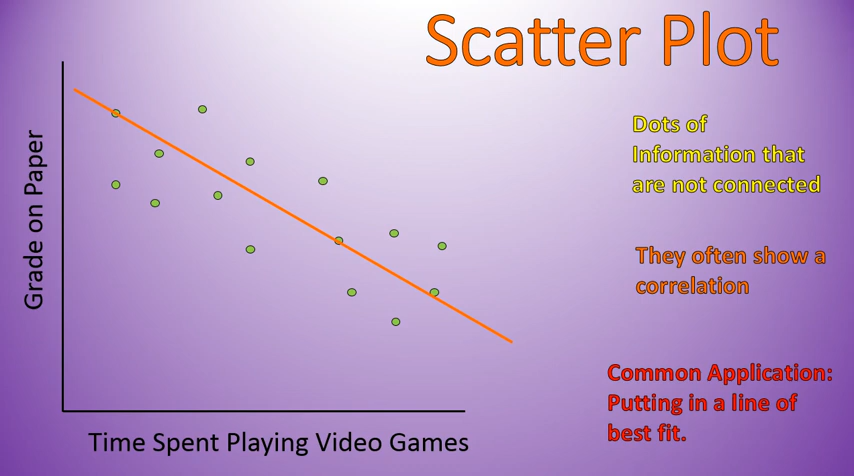 Scatter Plot
Grade on Paper
Dots of
Information that
are not connected
They often show a
correlation
Common Application:
Putting in a line of
best fit.
Time Spent Playing Video Games